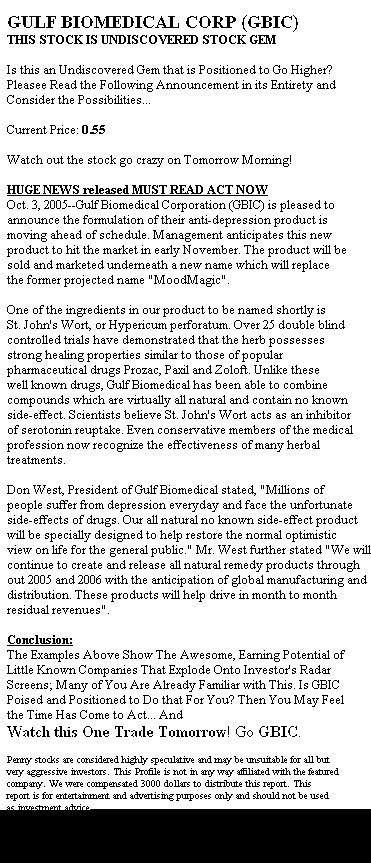 GULF BIOMEDICAL CORP (GBIC)
THIS STOCK IS UNDISCOVERED STOCK GEM
Is this an Undiscovered Gem that is Positioned to Go Higher?
Pleasee Read the Following Announcement in its Entirety and
Consider the Possibilities...
Current Price: 0.55
Watch out the stock go crazy on Tomorrow Morning!
HUGE NEWS released MUST READ ACT NOW
Oct. 3, 2005--Gulf Biomedical Corporation (GBIC) is pleased to
announce the formulation of their anti-depression product is
moving ahead of schedule. Management anticipates this new
product to hit the market in early November. The product will be
sold and marketed underneath a new name which will replace
the former projected name "MoodMagic".
One of the ingredients in our product to be named shortly is
St. John's Wort, or Hypericum perforatum. Over 25 double blind
controlled trials have demonstrated that the herb possesses
strong healing properties similar to those of popular
pharmaceutical drugs Prozac, Paxil and Zoloft. Unlike these
well known drugs, Gulf Biomedical has been able to combine
compounds which are virtually all natural and contain no known
side-effect. Scientists believe St. John's Wort acts as an inhibitor
of serotonin reuptake. Even conservative members of the medical
profession now recognize the effectiveness of many herbal
treatments.
Don West, President of Gulf Biomedical stated, "Millions of
people suffer from depression everyday and face the unfortunate
side-effects of drugs. Our all natural no known side-effect product
will be specially designed to help restore the normal optimistic
view on life for the general public." Mr. West further stated "We will
continue to create and release all natural remedy products through
out 2005 and 2006 with the anticipation of global manufacturing and
distribution. These products will help drive in month to month
residual revenues".
Conclusion:
The Examples Above Show The Awesome, Earning Potential of
Little Known Companies That Explode Onto Investor's Radar
Screens; Many of You Are Already Familiar with This. Is GBIC
Poised and Positioned to Do that For You? Then You May Feel
the Time Has Come to Act... And
Watch this One Trade Tomorrow! Go GBIC.
Penny stocks are considered highly speculative and may be unsuitable for all but
very aggressive investors. This Profile is not in any way affiliated with the featured
company. We were compensated 3000 dollars to distribute this report. This
report is for entertainment and advertising purposes only and should not be used
as investment advice